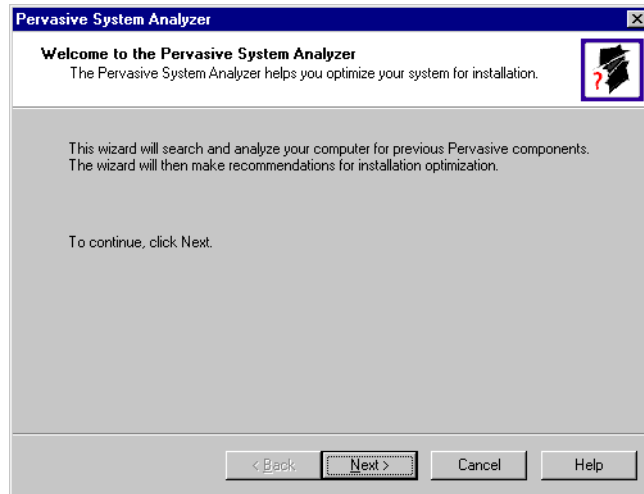 Pervasive System Analyzer
Welcome to the Pervasive System Analyzer
The Pervasive System Analyzer helps you optimize your system for installation.
?
This wizard will search and analyze your computer for previous Pervasive components.
The wizard will then make recommendations for installation optimization.
To continue, click Next.
< Back
Next >
Cancel
Help